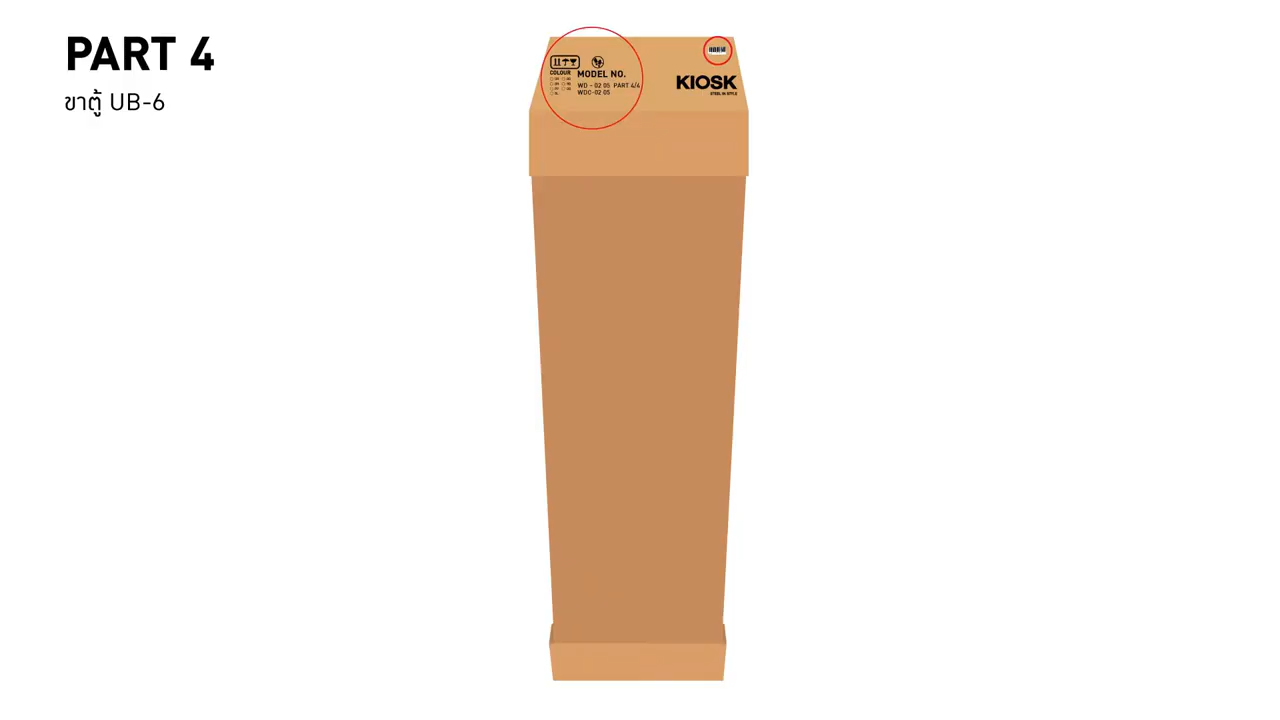 PART 4
ขาตู้ UB-6
COLOUR
MODEL NO.
WD - 02 05 PART 4/4
WDC-02 05
KIOSK
STEEL IN STYLE